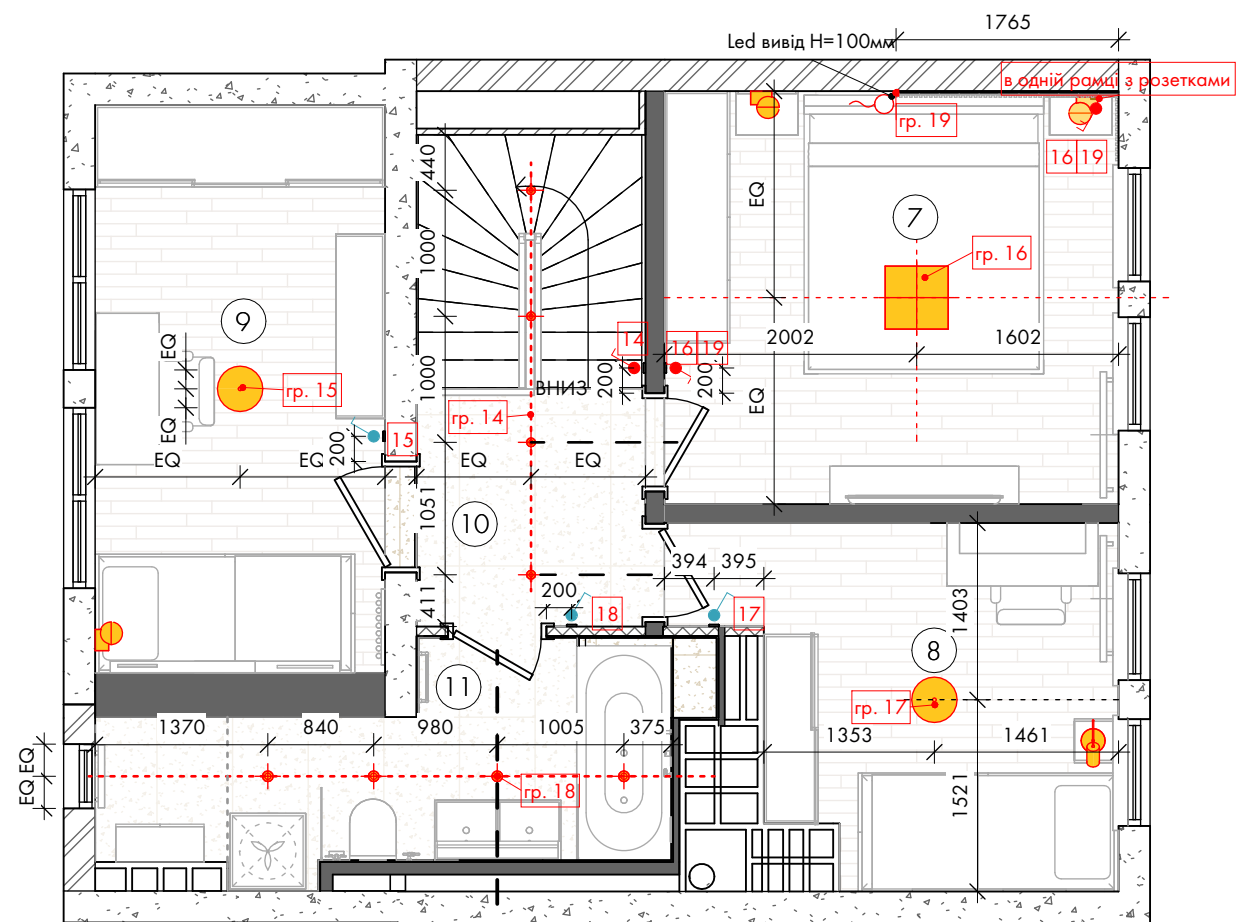 1765
Led вивід H=100мм
в одній рамці з розетками
гр. 19
16 19
440
EQ
7
1000
гр. 16
9
EQ
14
16 19
2002
1602
1000
200
200
EQ
гр. 15
ВНИЗ
гр. 14
EQ
15
200
EQ
EQ
EQ
EQ
1051
10
394
395
200
411
18
17
1403
8
11
гр. 17
1370
840
980
1005
375
1353
1461
EQ EQ
гр. 18
1521